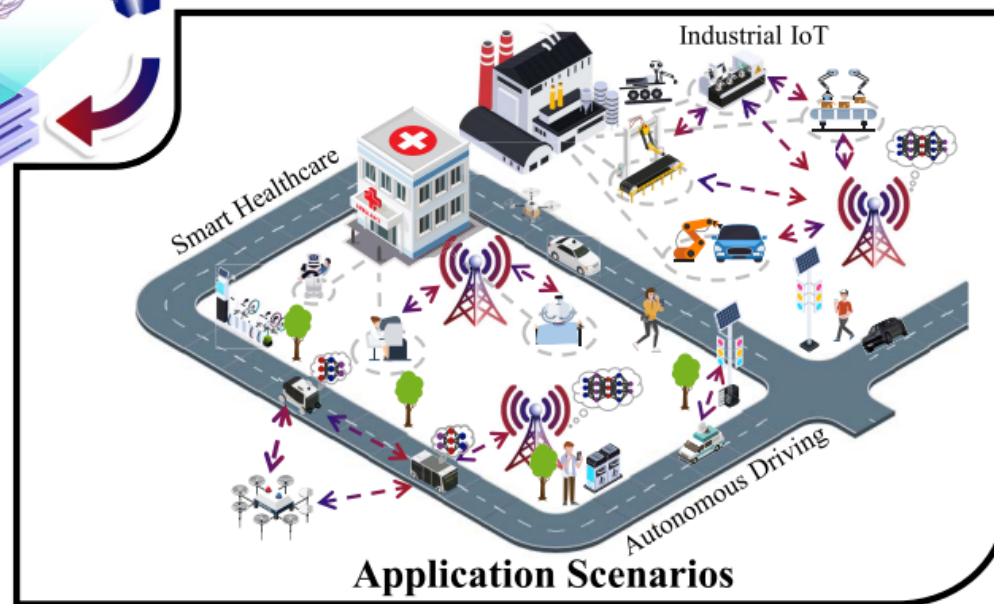 Industrial IoT
Smart Healthcare
Autonomous Driving
Application Scenarios